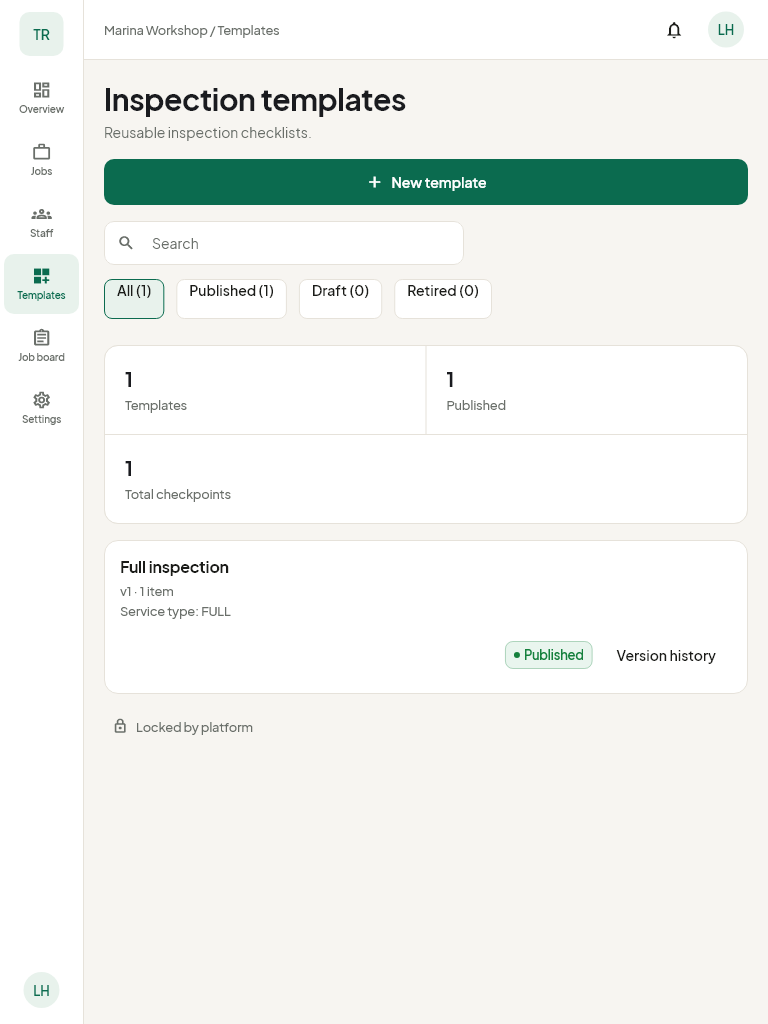 TR
Marina Workshop / Templates
LH
Overview
Jobs
Staff
Templates
Job board
Settings
LH
Inspection templates
Reusable inspection checklists.
New template
Search
All (1)
Published (1)
Draft (0)
Retired (0)
1
Templates
1
Published
1
Total checkpoints
Full inspection
v1 · 1 item
Service type: FULL
Published
Version history
Locked by platform